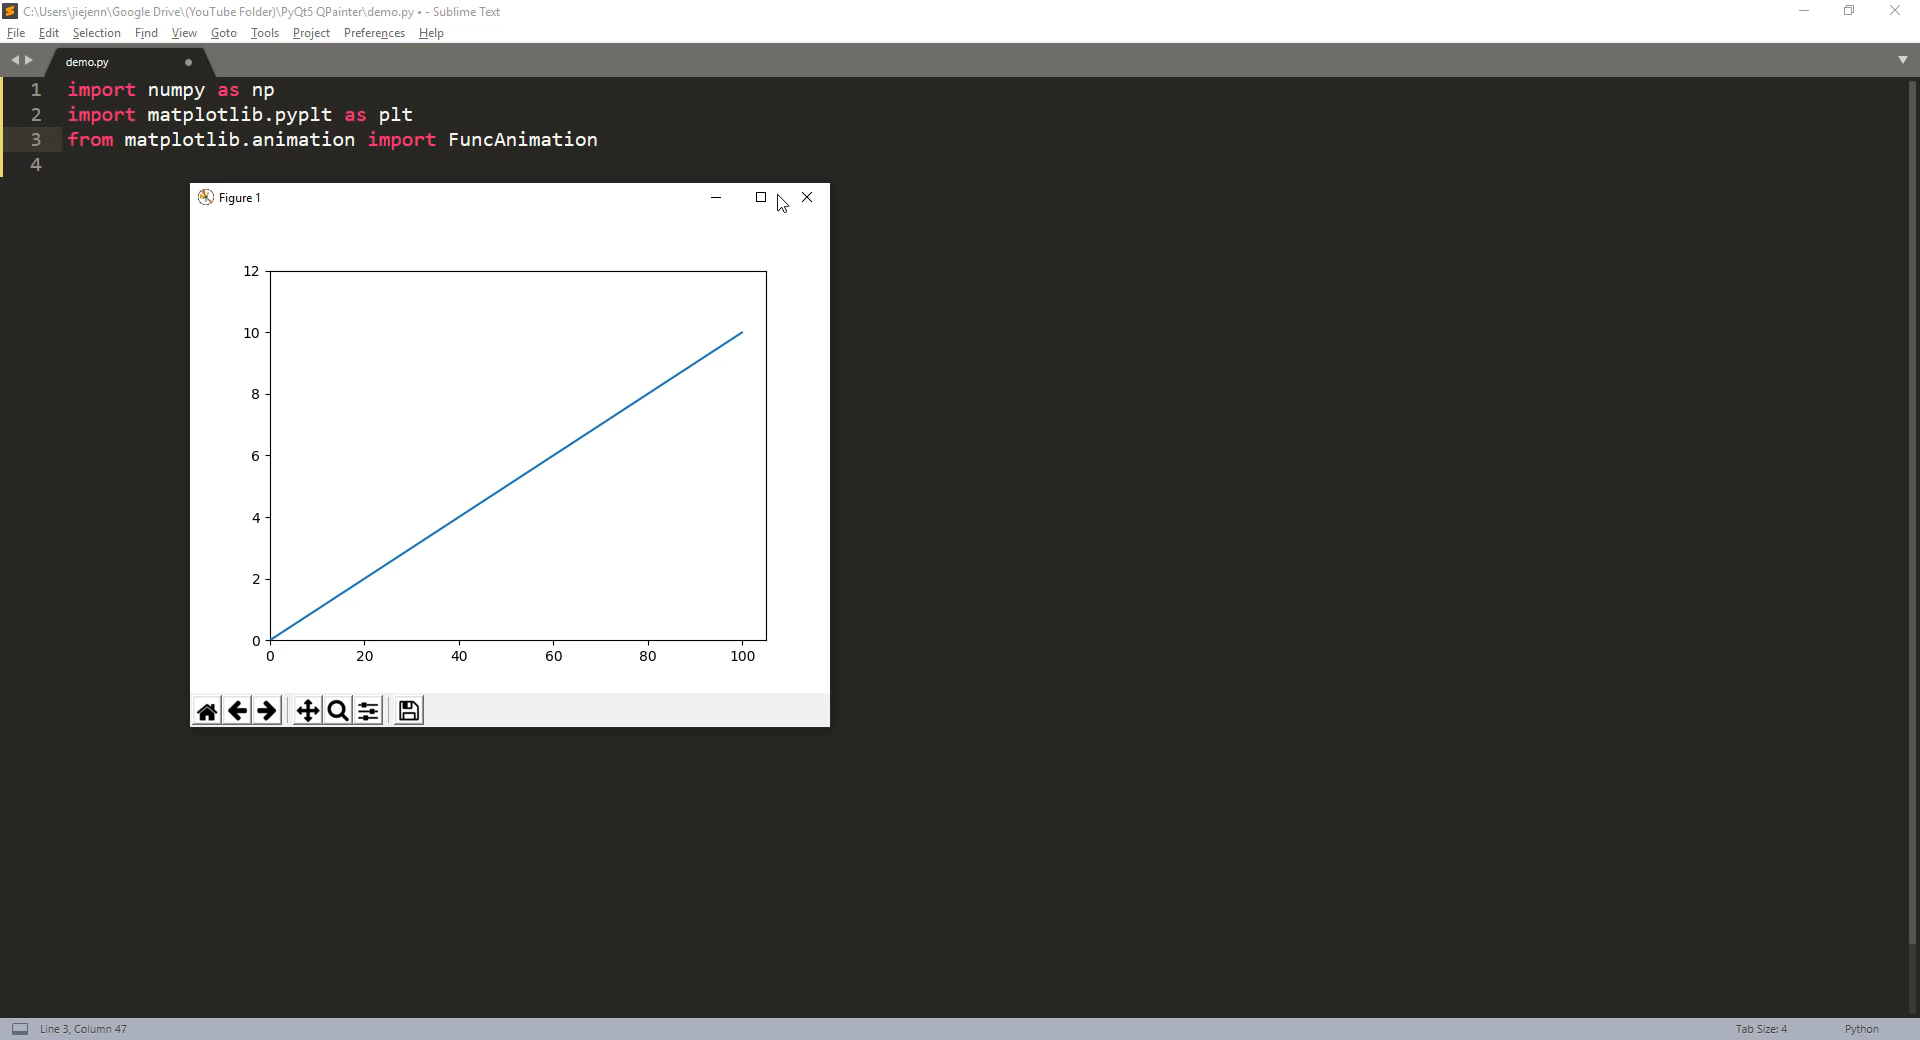 C:\Users\jiejenn\Google Drive\(YouTube Folder)\PyQt5 QPainter\demo.py • - Sublime Text
File Edit Selection Find View Goto Tools Project Preferences Help
demo.py
1 import numpy as np
2 import matplotlib.pyplt as plt
3 from matplotlib.animation import FuncAnimation
4
Figure 1
12
10
8
6
4
2
0
0 20 40 60 80 100
Line 3, Column 47 Tab Size: 4 Python